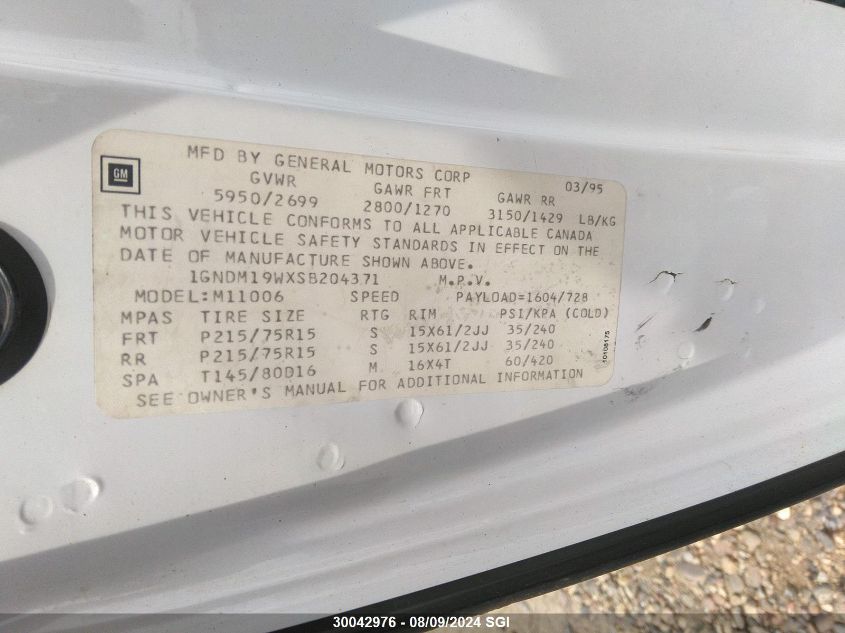 GM
MFD BY GENERAL MOTORS CORP 03/95
GVWR GAWR FRT GAWR RR
5950/2699 2800/1270 3150/1429 LB/KG
THIS VEHICLE CONFORMS TO ALL APPLICABLE CANADA
MOTOR VEHICLE SAFETY STANDARDS IN EFFECT ON THE
DATE OF MANUFACTURE SHOWN ABOVE.
1GNDM19WXSB204371 M.P.V.
MODEL:M11006 SPEED PAYLOAD=1604/728
MPAS TIRE SIZE RTG RIM PSI/KPA (COLD)
FRT P215/75R15 S 15X61/2JJ 35/240
RR P215/75R15 S 15X61/2JJ 35/240
SPA T145/80D16 M 16X4T 60/420
SEE OWNER'S MANUAL FOR ADDITIONAL INFORMATION
10108175
30042976 - 08/09/2024 SGI